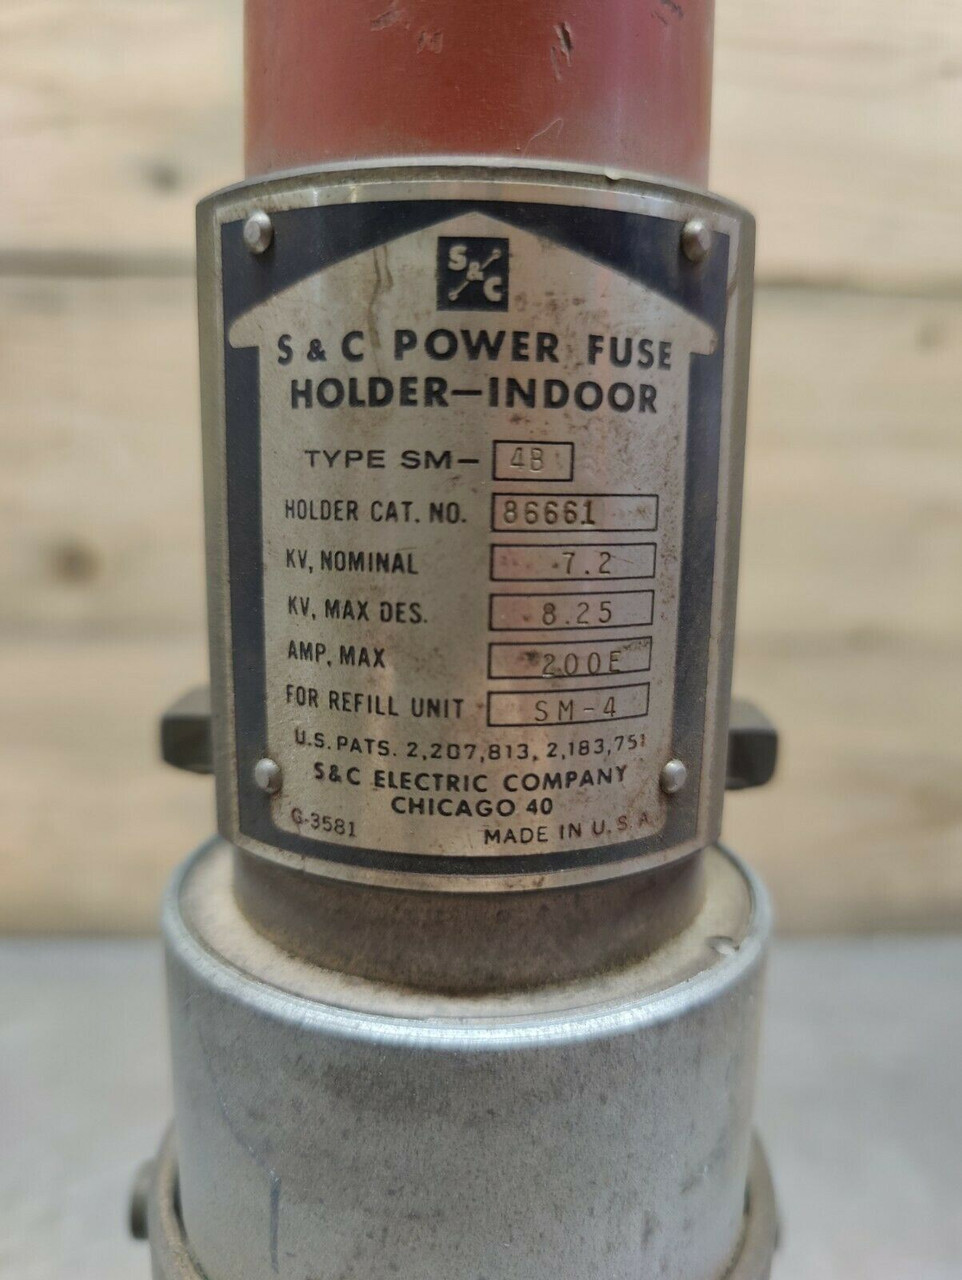 S&C
S & C POWER FUSE
HOLDER—INDOOR
TYPE SM— 4B
HOLDER CAT. NO. 86661
KV, NOMINAL 7.2
KV, MAX DES. 8.25
AMP, MAX 200E
FOR REFILL UNIT SM-4
U.S. PATS. 2,207,813, 2,183,751
S&C ELECTRIC COMPANY
CHICAGO 40
G-3581 MADE IN U.S.A.